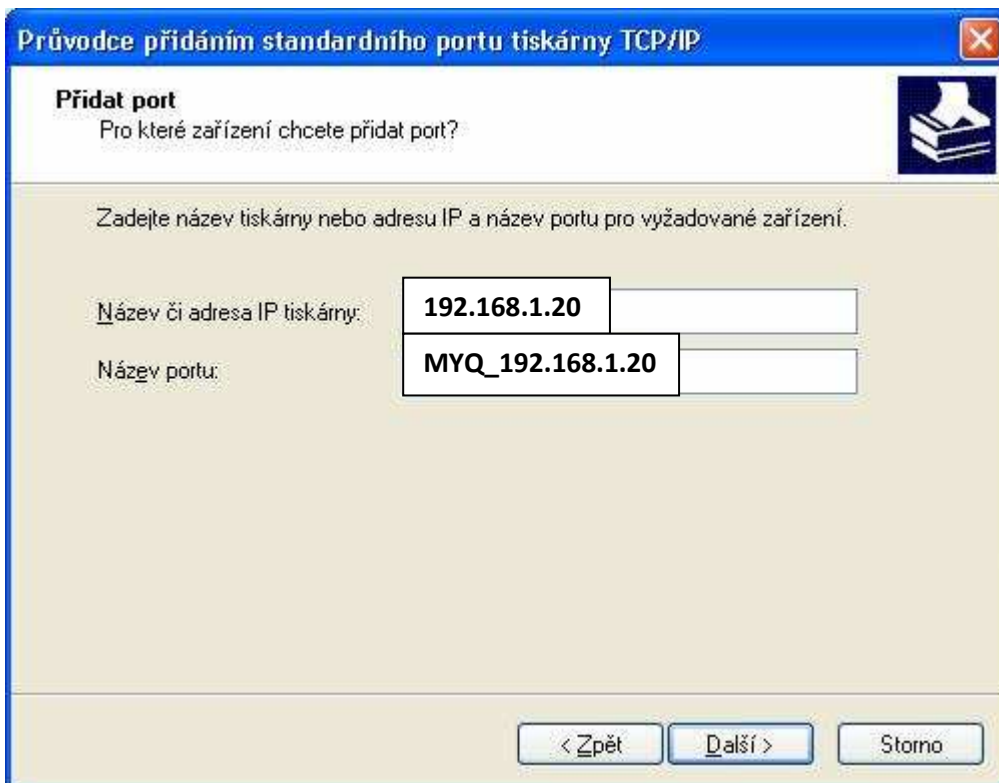 Průvodce přidáním standardního portu tiskárny TCP/IP
Přidat port
Pro které zařízení chcete přidat port?
Zadejte název tiskárny nebo adresu IP a název portu pro vyžadované zařízení.
Název či adresa IP tiskárny: 192.168.1.20
Název portu: MYQ_192.168.1.20
< Zpět Další > Storno